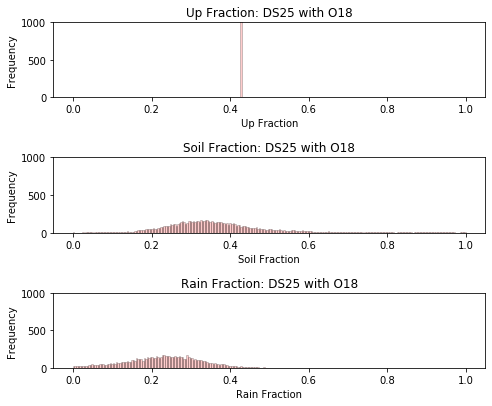 Up Fraction: DS25 with O18
1000
500
0
Frequency
0.0 0.2 0.4 0.6 0.8 1.0
Up Fraction
Soil Fraction: DS25 with O18
1000
500
0
Frequency
0.0 0.2 0.4 0.6 0.8 1.0
Soil Fraction
Rain Fraction: DS25 with O18
1000
500
0
Frequency
0.0 0.2 0.4 0.6 0.8 1.0
Rain Fraction